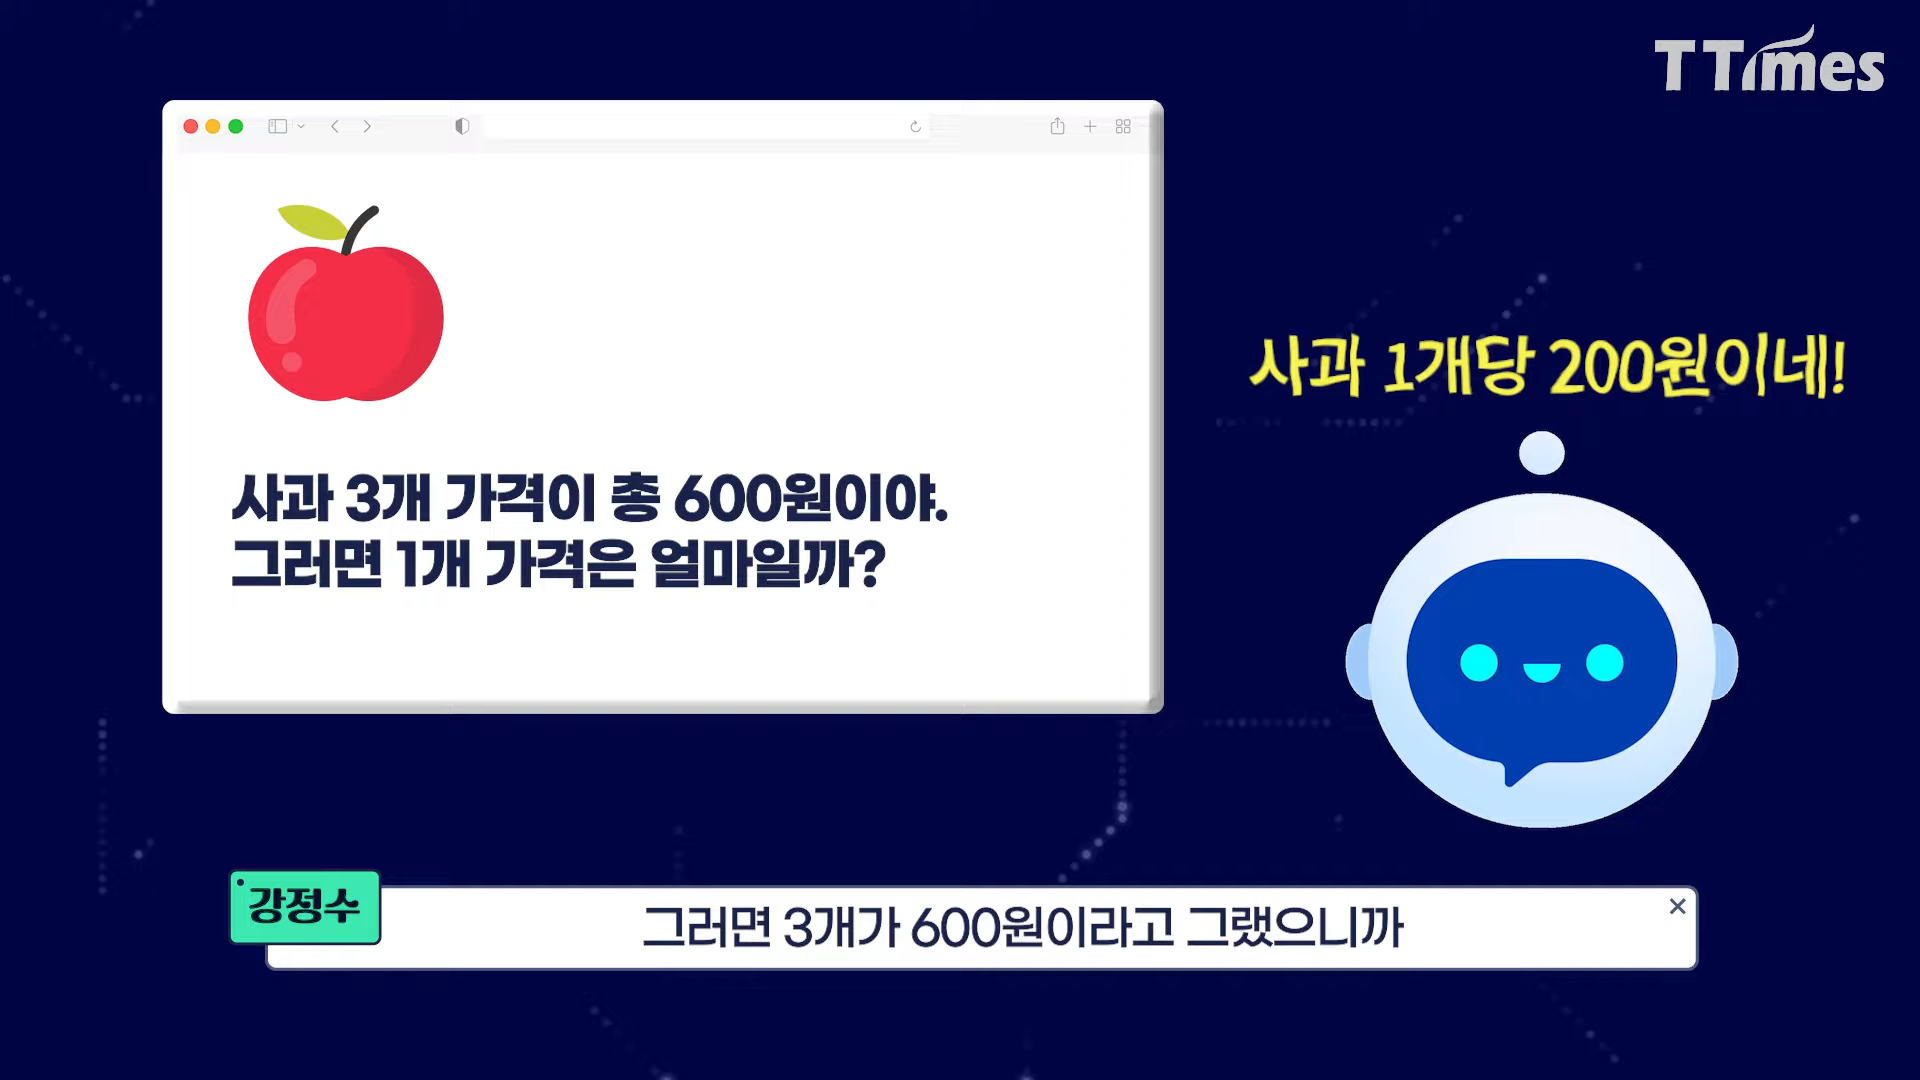 TTimes
사과 1개당 200원이네!
사과 3개 가격이 총 600원이야.
그러면 1개 가격은 얼마일까?
강정수
그러면 3개가 600원이라고 그랬으니까